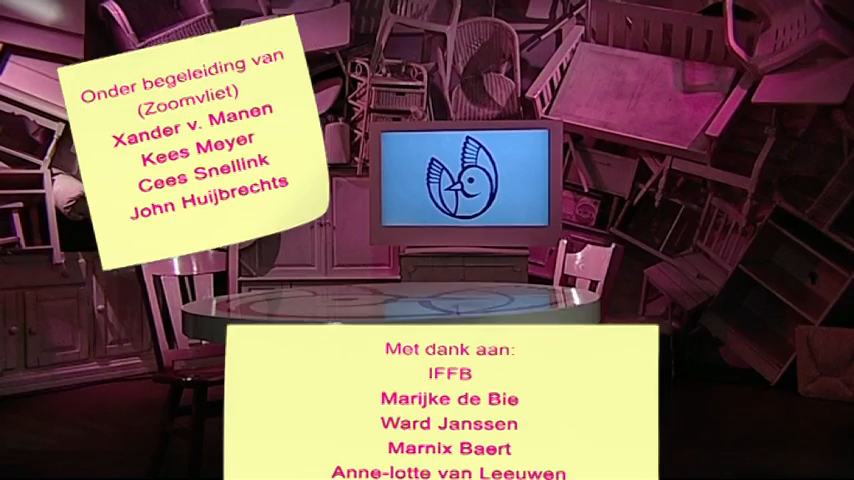 Onder begeleiding van
(Zoomvliet)
Xander v. Manen
Kees Meyer
Cees Snellink
John Huijbrechts
Met dank aan:
IFFB
Marijke de Bie
Ward Janssen
Marnix Baert
Anne-lotte van Leeuwen